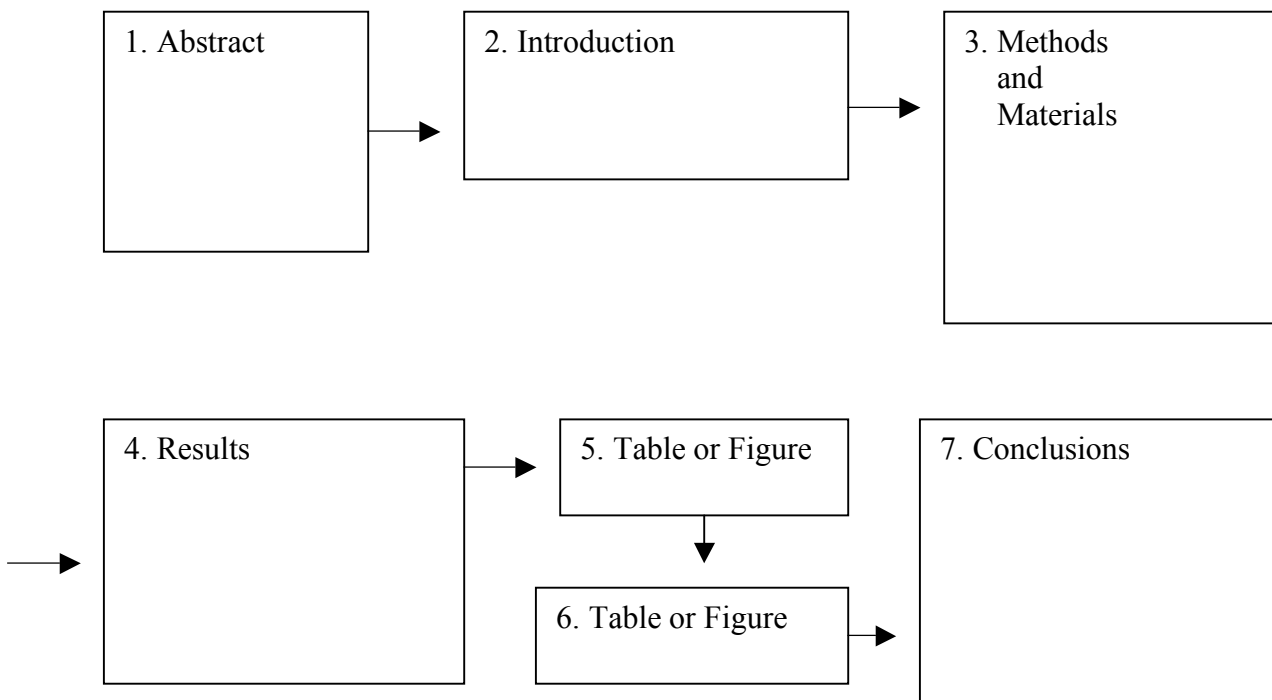 1. Abstract
2. Introduction
3. Methods
and
Materials
4. Results
5. Table or Figure
6. Table or Figure
7. Conclusions